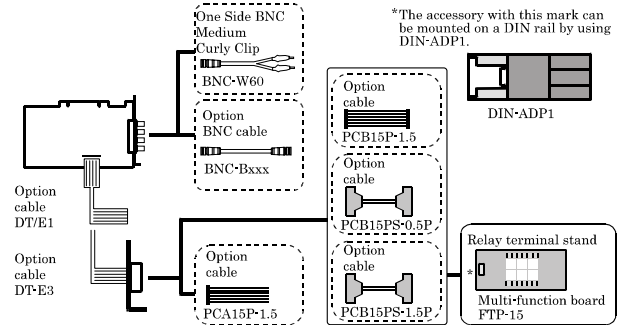 One Side BNC
Medium
Curly Clip
BNC-W60
Option
BNC cable
BNC-Bxxx
Option
cable
DT/E1
Option
cable
DT-E3
Option
cable
PCA15P-1.5
Option
cable
PCB15P-1.5
Option
cable
PCB15PS-0.5P
Option
cable
PCB15PS-1.5P
*The accessory with this mark can
be mounted on a DIN rail by using
DIN-ADP1.
DIN-ADP1
Relay terminal stand
*
Multi-function board
FTP-15